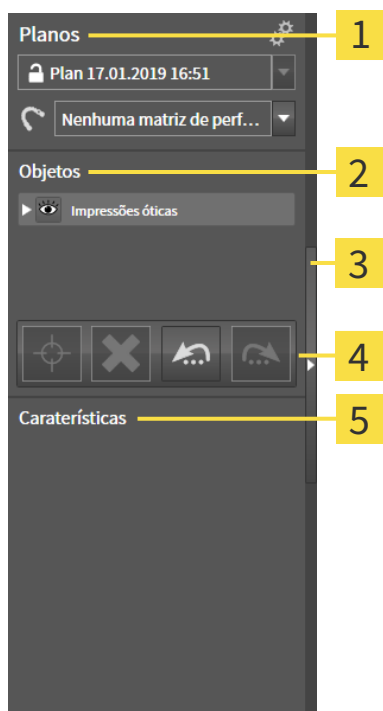 Planos
1
Plan 17.01.2019 16:51
Nenhuma matriz de perf...
Objetos
2
Impressões óticas
3
4
Caraterísticas
5